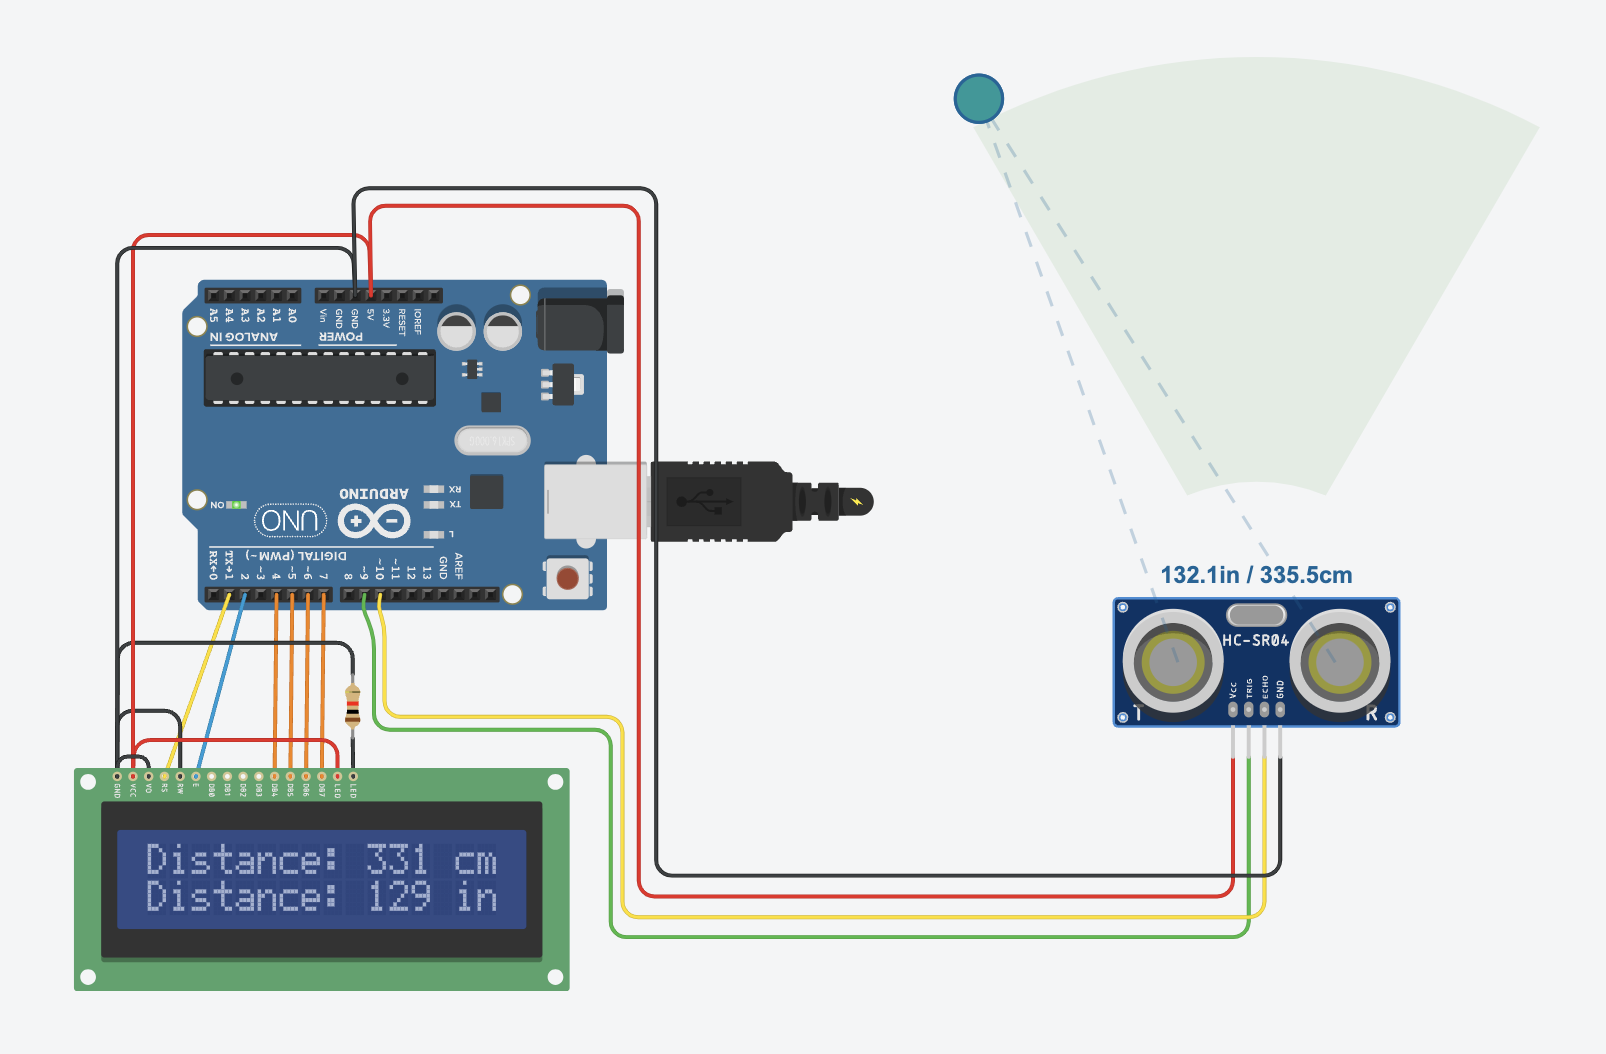 132.1in / 335.5cm
HC-SR04
VCC TRIG ECHO GND
T R
A5 A4 A3 A2 A1 A0
Vin GND GND 5V 3.3V RESET IOREF
ANALOG IN POWER
RX
TX
L
ON
ARDUINO
UNO
DIGITAL (PWM ~)
RX←0 TX→1 2 ~3 4 ~5 ~6 7 8 ~9 ~10 ~11 12 13 GND AREF
GND VCC V0 RS RW E DB0 DB1 DB2 DB3 DB4 DB5 DB6 DB7 LED LED
Distance: 331 cm
Distance: 129 in